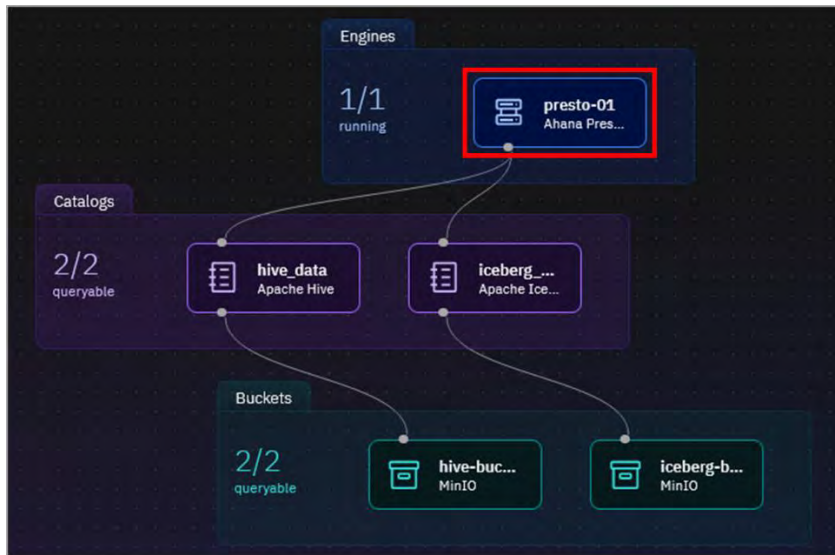 Engines
1/1
running
presto-01
Ahana Pres...
Catalogs
2/2
queryable
hive_data
Apache Hive
iceberg_...
Apache Ice...
Buckets
2/2
queryable
hive-buc...
MinIO
iceberg-b...
MinIO